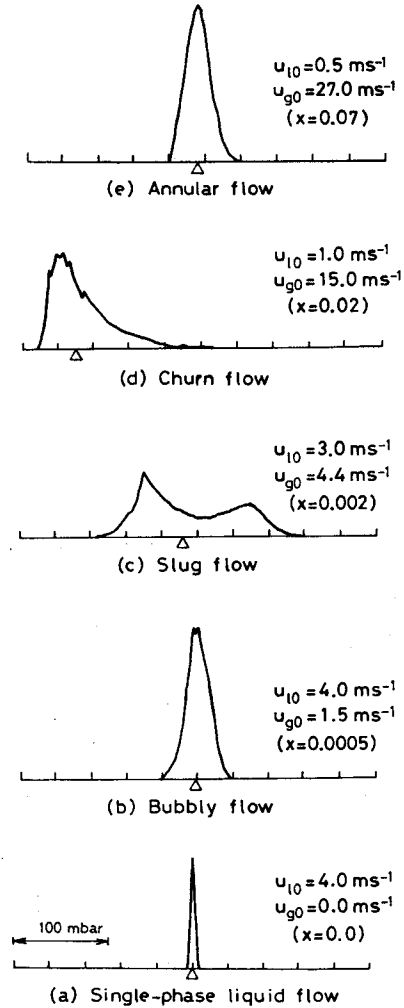 u_l0=0.5 ms⁻¹
u_g0=27.0 ms⁻¹
(x=0.07)
(e) Annular flow
u_l0=1.0 ms⁻¹
u_g0=15.0 ms⁻¹
(x=0.02)
(d) Churn flow
u_l0=3.0 ms⁻¹
u_g0=4.4 ms⁻¹
(x=0.002)
(c) Slug flow
u_l0=4.0 ms⁻¹
u_g0=1.5 ms⁻¹
(x=0.0005)
(b) Bubbly flow
u_l0=4.0 ms⁻¹
u_g0=0.0 ms⁻¹
(x=0.0)
100 mbar
(a) Single-phase liquid flow